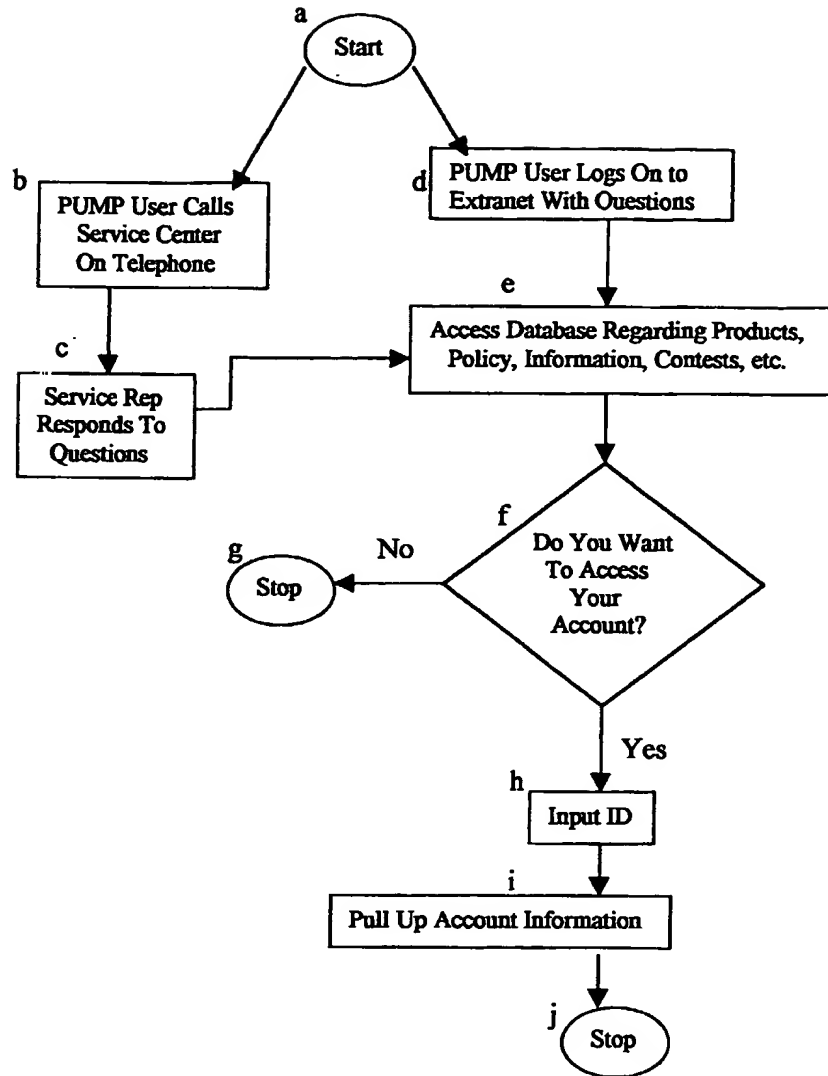 a
Start
b
PUMP User Calls
Service Center
On Telephone
d
PUMP User Logs On to
Extranet With Ouestions
c
Service Rep
Responds To
Questions
e
Access Database Regarding Products,
Policy, Information, Contests, etc.
f
Do You Want
To Access
Your
Account?
No
g
Stop
Yes
h
Input ID
i
Pull Up Account Information
j
Stop